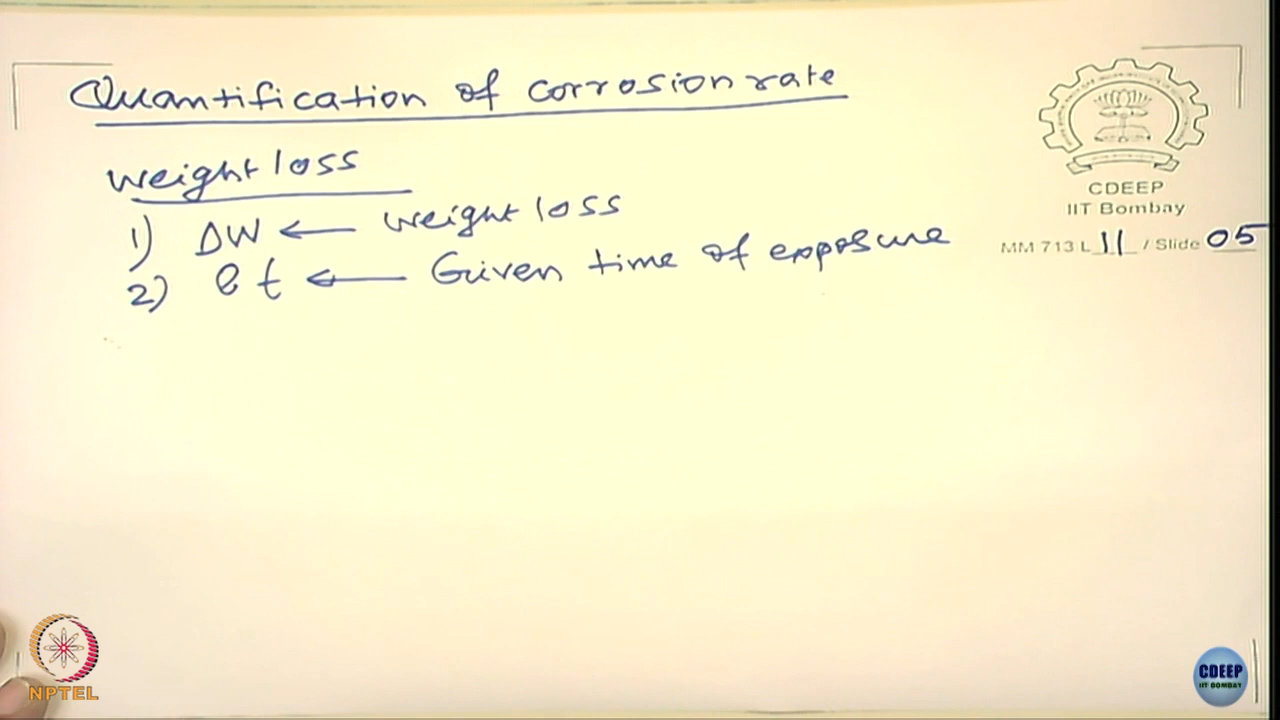 Quantification of corrosion rate
weight loss
1) ΔW ← weight loss
2) @ t ← Given time of exposure
CDEEP
IIT Bombay
MM 713 L 11 / Slide 05
NPTEL
CDEEP
IIT BOMBAY